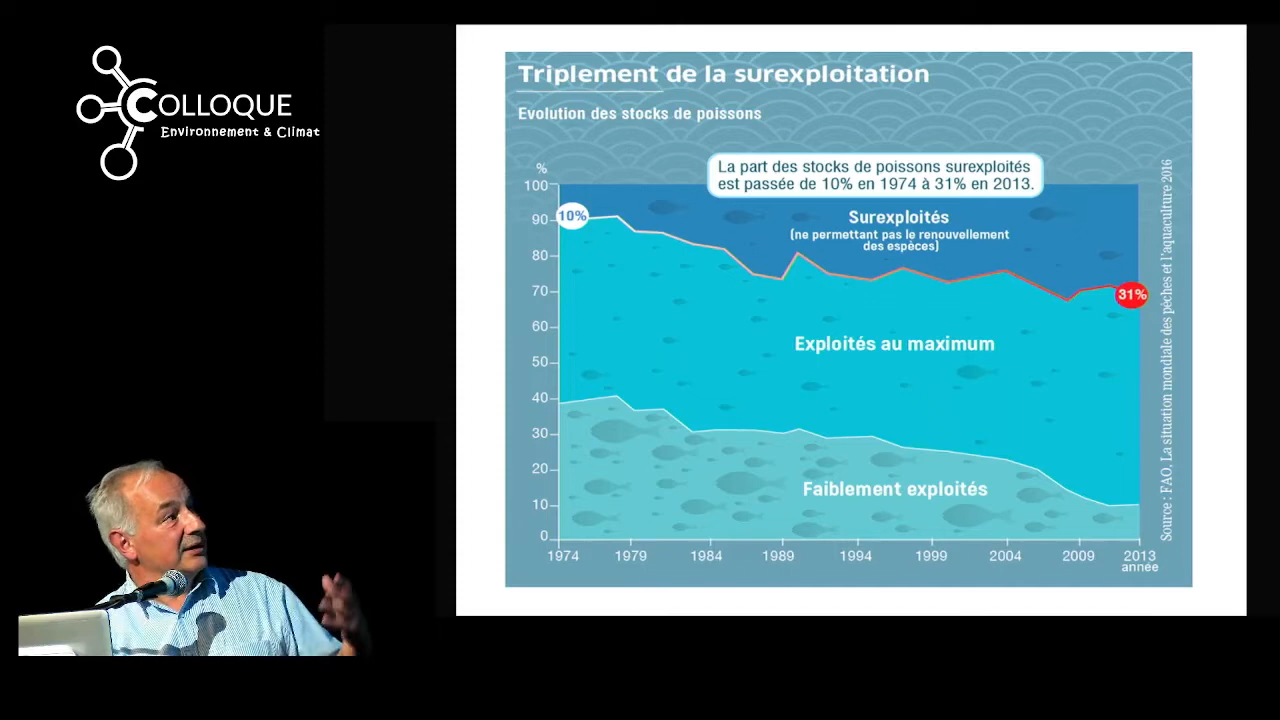 COLLOQUE
Environnement & Climat
Triplement de la surexploitation
Evolution des stocks de poissons
La part des stocks de poissons surexploités
est passée de 10% en 1974 à 31% en 2013.
%
100
90
80
70
60
50
40
30
20
10
0
10%
Surexploités
(ne permettant pas le renouvellement
des espèces)
31%
Exploités au maximum
Faiblement exploités
1974 1979 1984 1989 1994 1999 2004 2009 2013
année
Source : FAO, La situation mondiale des pêches et l'aquaculture 2016